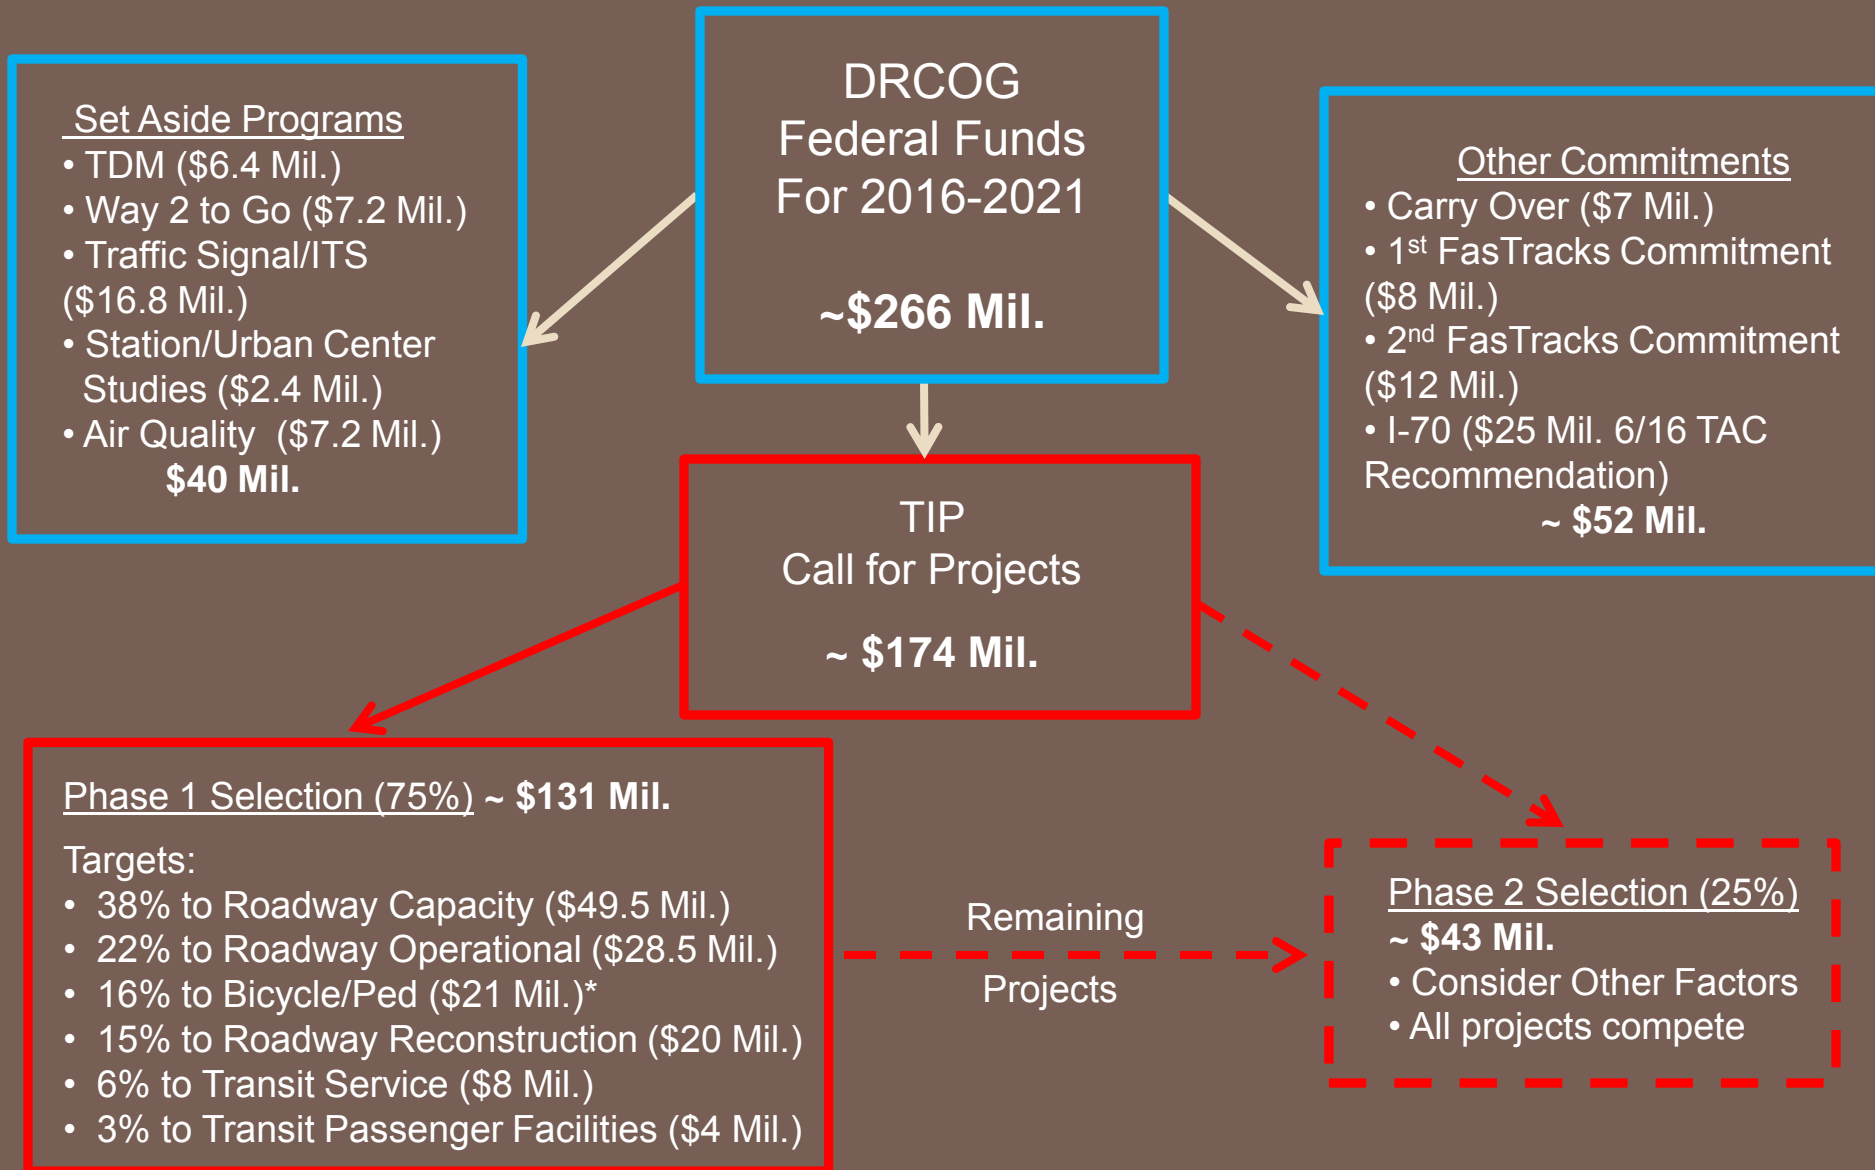 DRCOG
Federal Funds
For 2016-2021
~$266 Mil.
Set Aside Programs
• TDM ($6.4 Mil.)
• Way 2 to Go ($7.2 Mil.)
• Traffic Signal/ITS
($16.8 Mil.)
• Station/Urban Center
Studies ($2.4 Mil.)
• Air Quality ($7.2 Mil.)
$40 Mil.
Other Commitments
• Carry Over ($7 Mil.)
• 1st FasTracks Commitment
($8 Mil.)
• 2nd FasTracks Commitment
($12 Mil.)
• I-70 ($25 Mil. 6/16 TAC
Recommendation)
~ $52 Mil.
TIP
Call for Projects
~ $174 Mil.
Phase 1 Selection (75%) ~ $131 Mil.
Targets:
• 38% to Roadway Capacity ($49.5 Mil.)
• 22% to Roadway Operational ($28.5 Mil.)
• 16% to Bicycle/Ped ($21 Mil.)*
• 15% to Roadway Reconstruction ($20 Mil.)
• 6% to Transit Service ($8 Mil.)
• 3% to Transit Passenger Facilities ($4 Mil.)
Remaining
Projects
Phase 2 Selection (25%)
~ $43 Mil.
• Consider Other Factors
• All projects compete